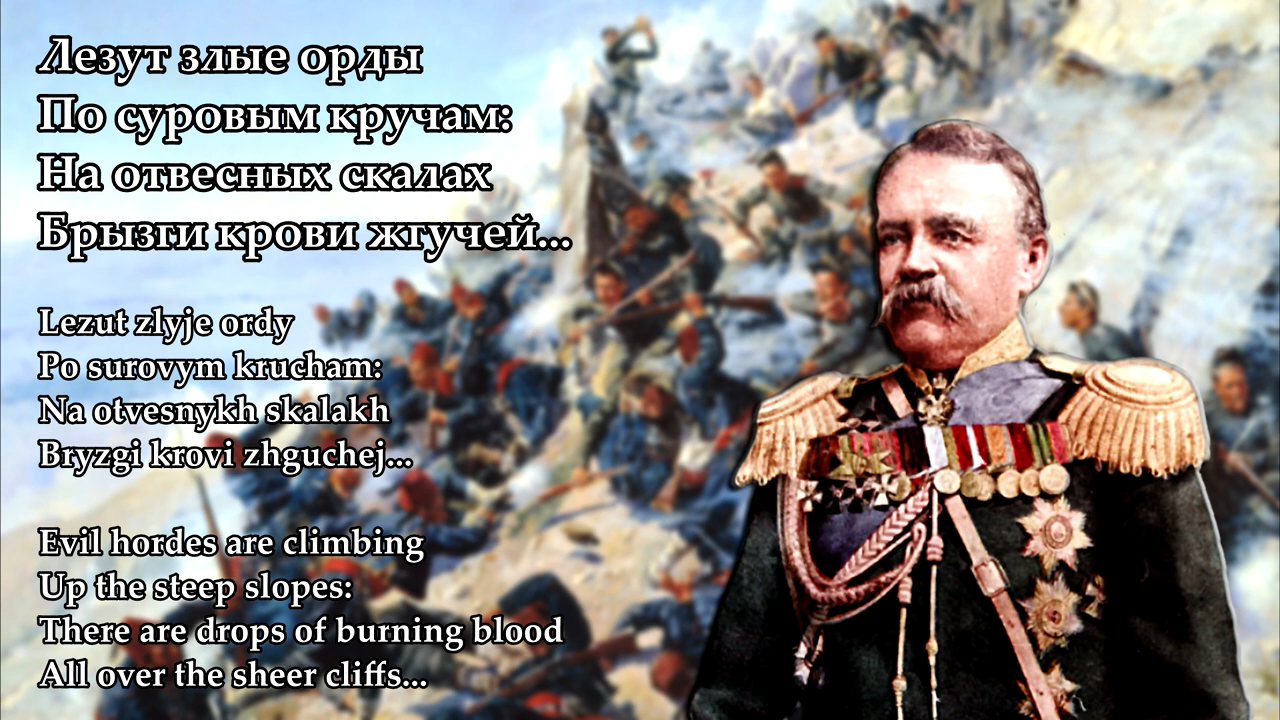 Лезут злые орды
По суровым кручам:
На отвесных скалах
Брызги крови жгучей...
Lezut zlyje ordy
Po surovym krucham:
Na otvesnykh skalakh
Bryzgi krovi zhguchej...
Evil hordes are climbing
Up the steep slopes:
There are drops of burning blood
All over the sheer cliffs...